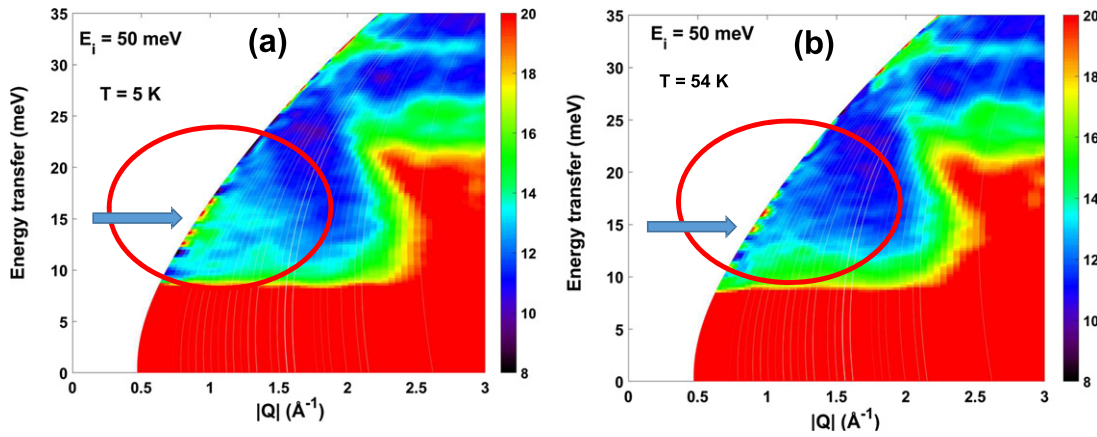 (a)
E_i = 50 meV
T = 5 K
Energy transfer (meV)
35
30
25
20
15
10
5
0
0 0.5 1 1.5 2 2.5 3
|Q| (Å⁻¹)
20
18
16
14
12
10
8
(b)
E_i = 50 meV
T = 54 K
Energy transfer (meV)
35
30
25
20
15
10
5
0
0 0.5 1 1.5 2 2.5 3
|Q| (Å⁻¹)
20
18
16
14
12
10
8